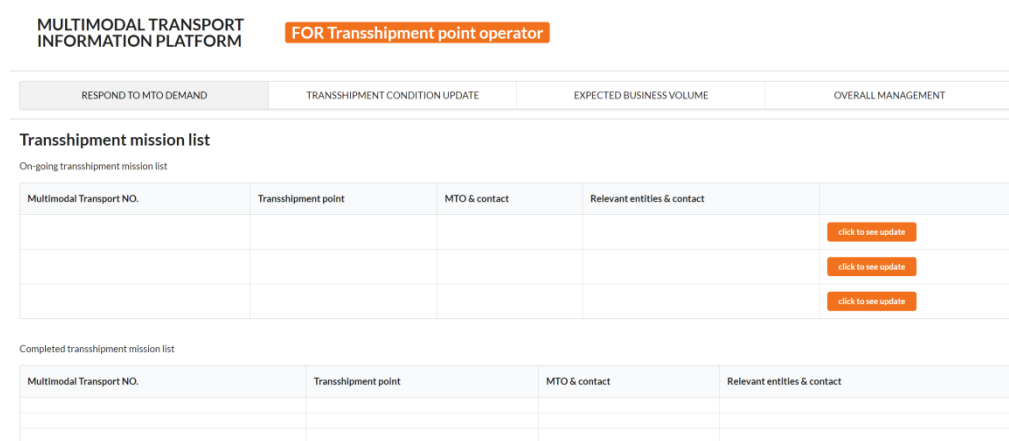 MULTIMODAL TRANSPORT
INFORMATION PLATFORM
FOR Transshipment point operator
RESPOND TO MTO DEMAND TRANSSHIPMENT CONDITION UPDATE EXPECTED BUSINESS VOLUME OVERALL MANAGEMENT
Transshipment mission list
On-going transshipment mission list
Multimodal Transport NO. Transshipment point MTO & contact Relevant entities & contact
click to see update
click to see update
click to see update
Completed transshipment mission list
Multimodal Transport NO. Transshipment point MTO & contact Relevant entities & contact